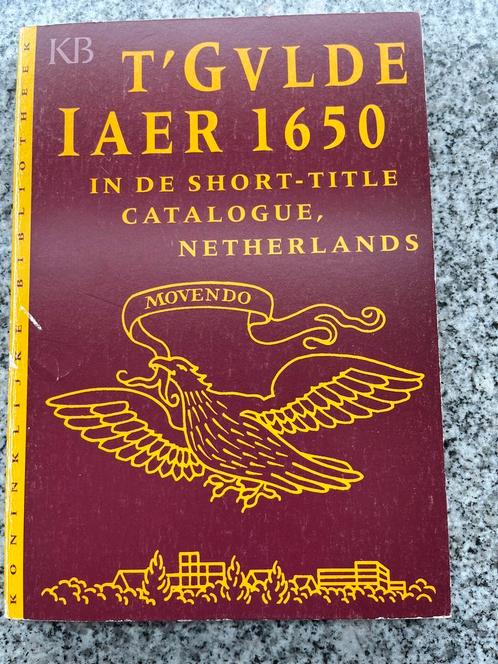 KB
T'GVLDE
IAER 1650
IN DE SHORT-TITLE
CATALOGUE,
NETHERLANDS
MOVENDO
KONINKLIJKE BIBLIOTHEEK